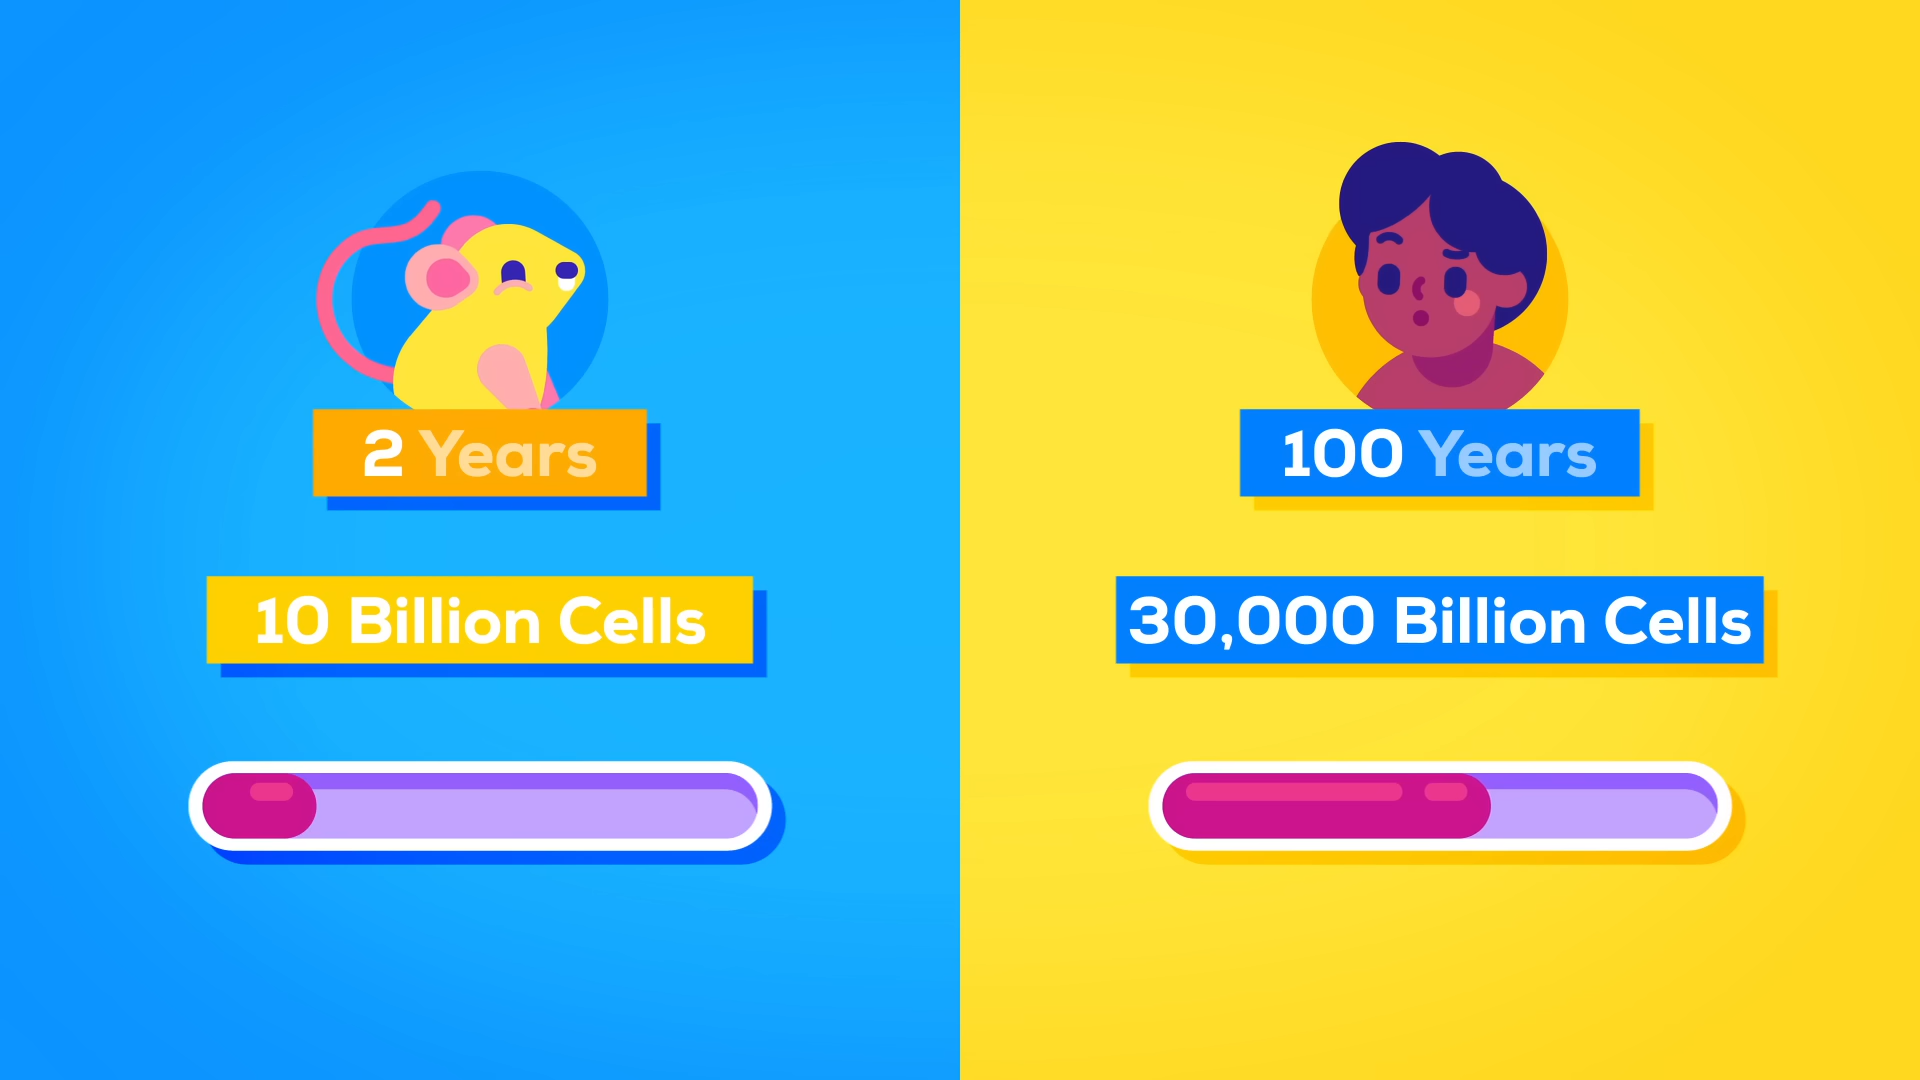 2 Years
10 Billion Cells
100 Years
30,000 Billion Cells